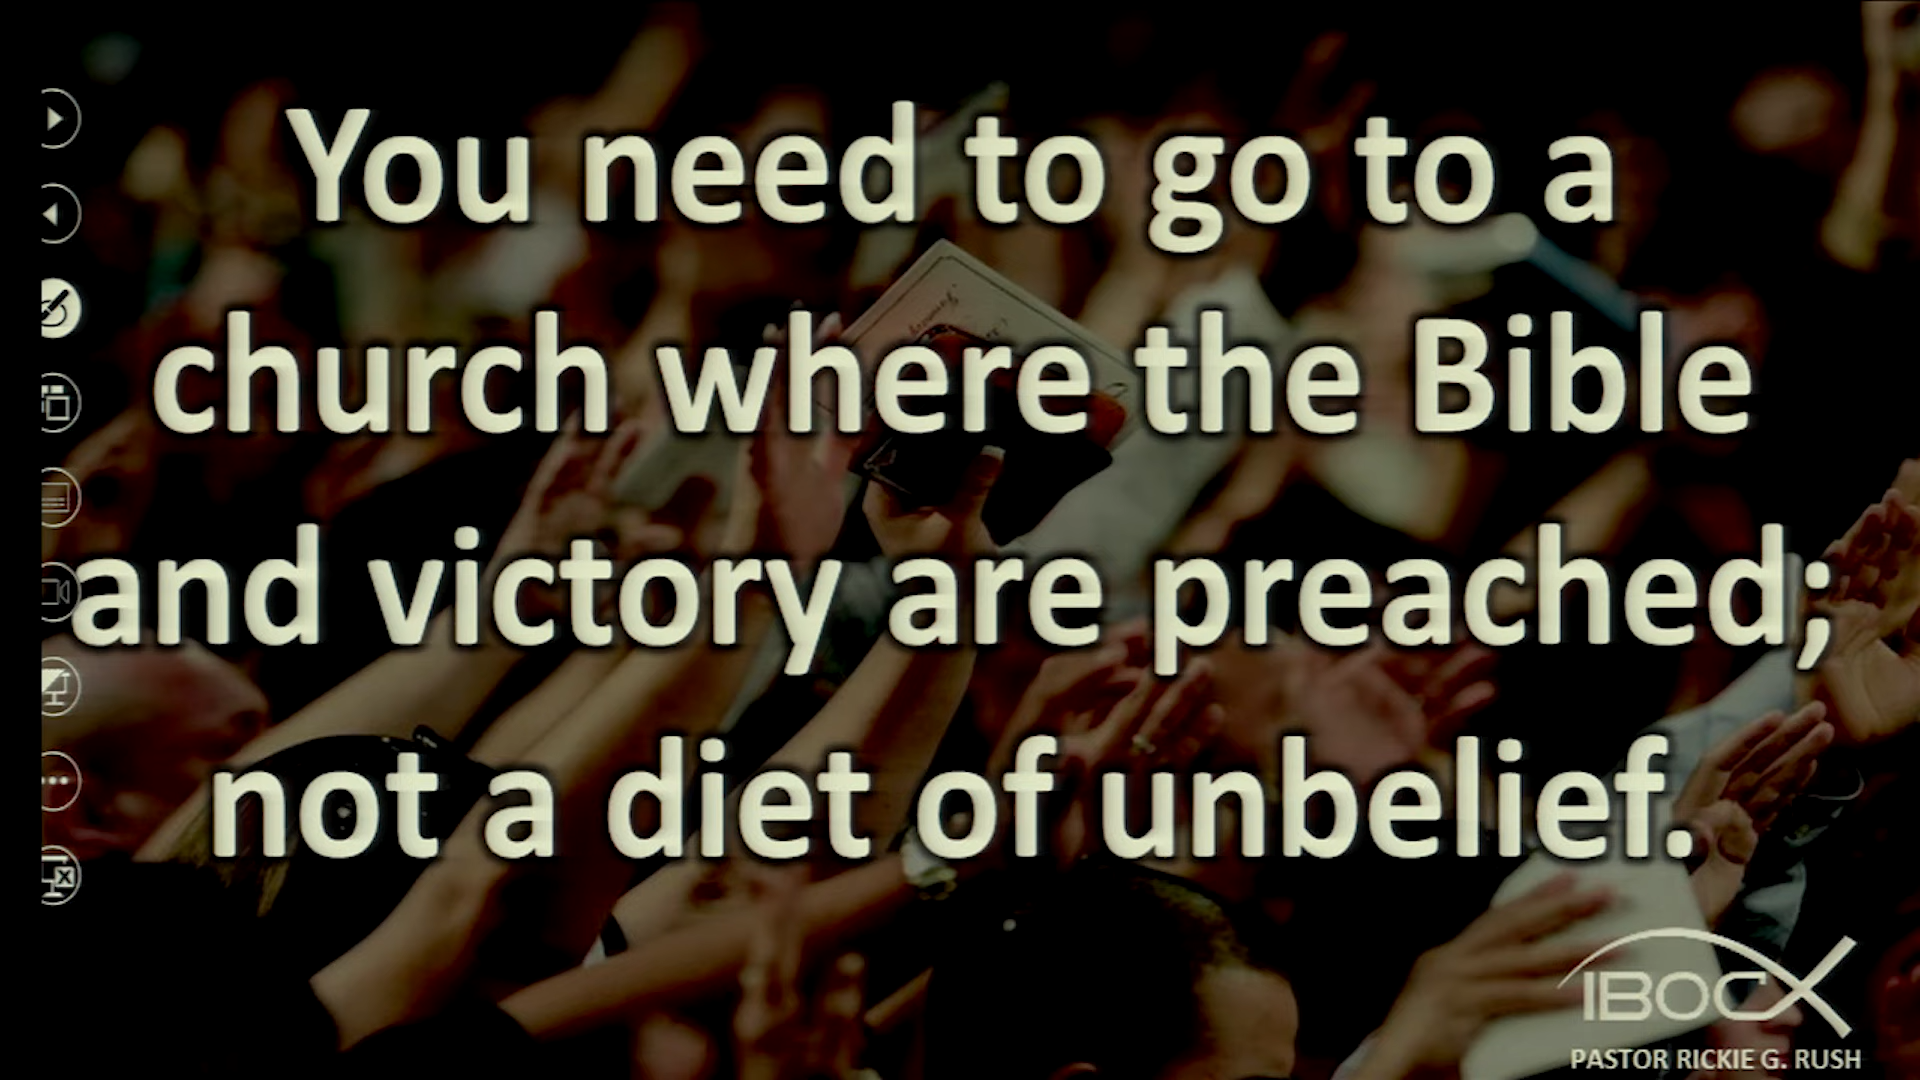 You need to go to a
church where the Bible
and victory are preached;
not a diet of unbelief.
IBOC
PASTOR RICKIE G. RUSH